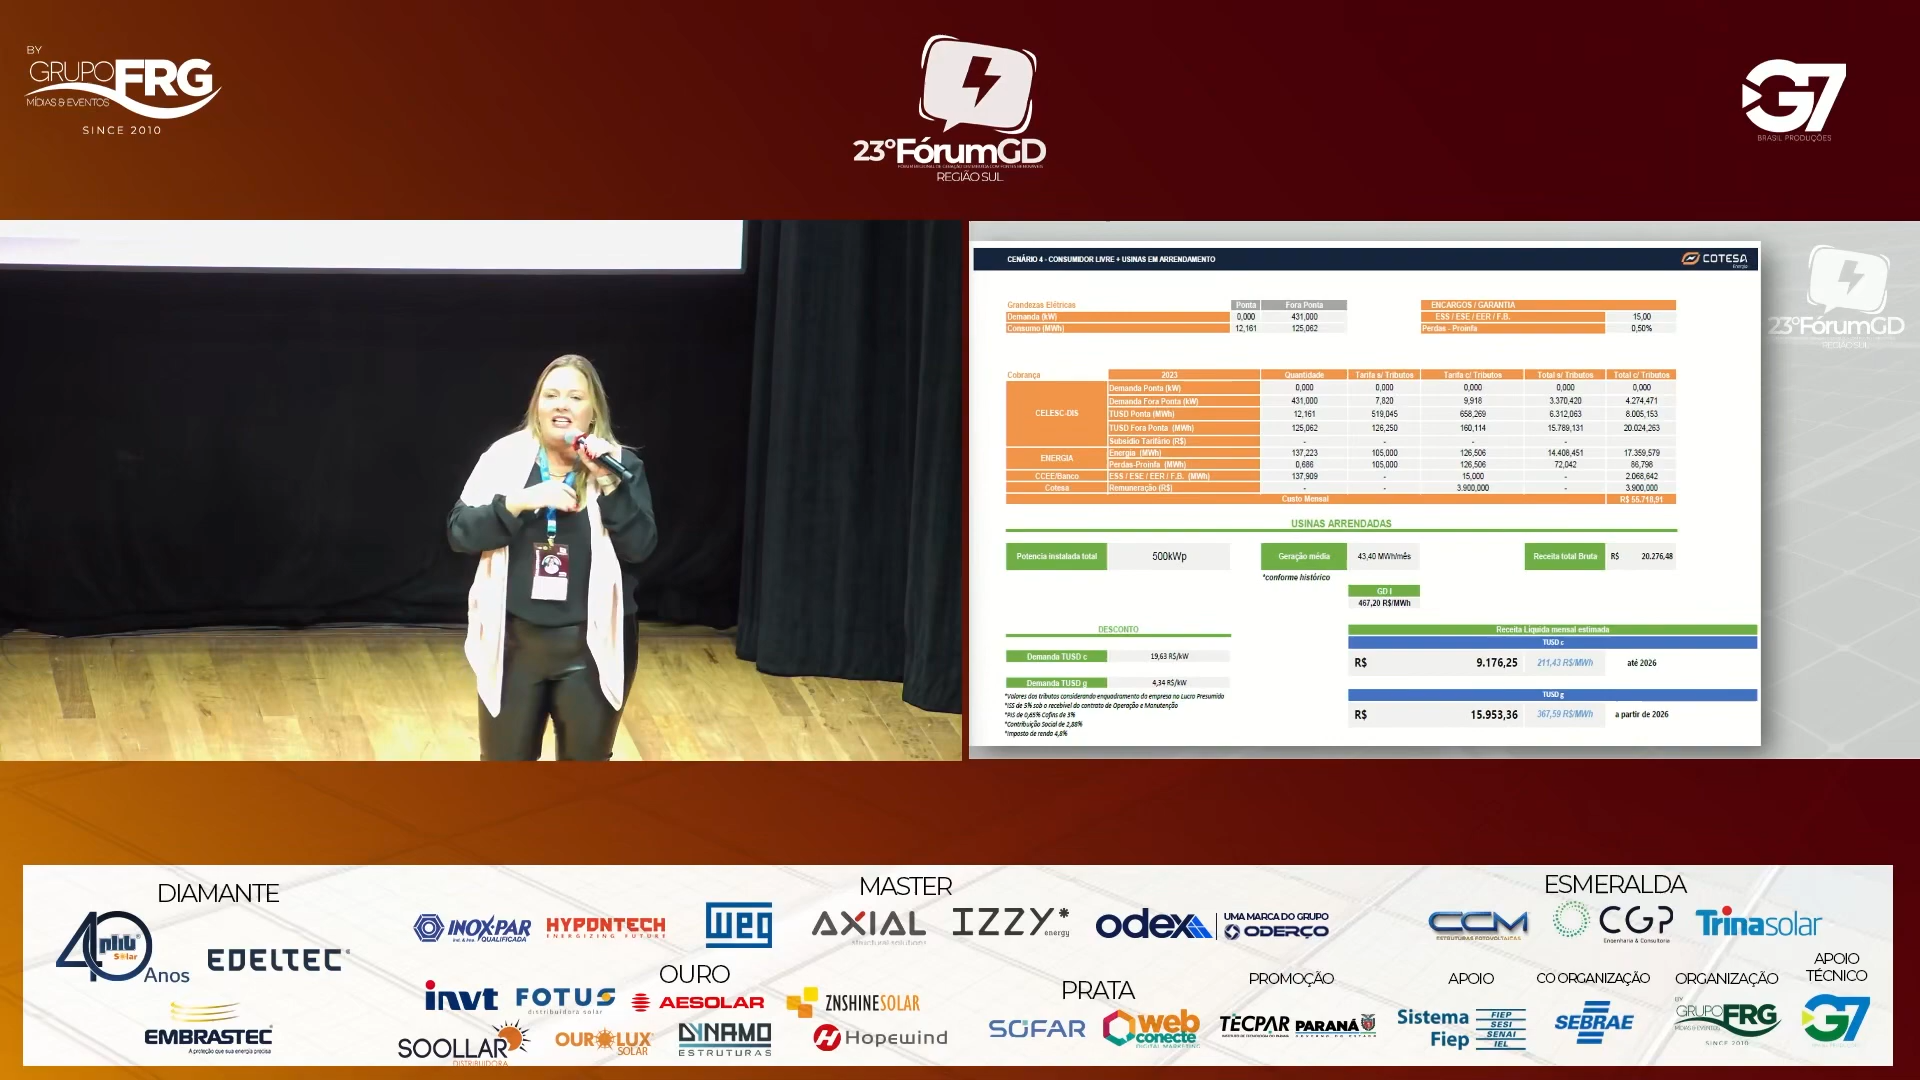 BY
GRUPO FRG
MÍDIAS & EVENTOS
SINCE 2010
23º FórumGD
REGIÃO SUL
G7
BRASIL PRODUÇÕES
CENÁRIO 4 - CONSUMIDOR LIVRE + USINAS EM ARRENDAMENTO
COTESA
Energia
Grandezas Elétricas Ponta Fora Ponta
Demanda (kW) 0,000 431,000
Consumo (MWh) 12,161 125,062
ENCARGOS / GARANTIA
ESS / ESE / EER / F.B. 15,00
Perdas - Proinfa 0,50%
Cobrança 2023 Quantidade Tarifa s/ Tributos Tarifa c/ Tributos Total s/ Tributos Total c/ Tributos
CELESC-DIS
Demanda Ponta (kW) 0,000 0,000 0,000 0,000 0,000
Demanda Fora Ponta (kW) 431,000 7,820 9,918 3.370,420 4.274,471
TUSD Ponta (MWh) 12,161 519,045 658,269 6.312,063 8.005,153
TUSD Fora Ponta (MWh) 125,062 126,250 160,114 15.789,131 20.024,263
Subsídio Tarifário (R$) - - - - -
ENERGIA
Energia (MWh) 137,223 105,000 126,506 14.408,451 17.359,579
Perdas-Proinfa (MWh) 0,686 105,000 126,506 72,042 86,798
CCEE/Banco ESS / ESE / EER / F.B. (MWh) 137,909 - 15,000 - 2.068,642
Cotesa Remuneração (R$) - - 3.900,000 - 3.900,000
Custo Mensal R$ 55.718,91
USINAS ARRENDADAS
Potencia instalada total 500kWp
Geração média 43,40 MWh/mês
Receita total Bruta R$ 20.276,48
*conforme histórico
GD I
467,20 R$/MWh
DESCONTO
Demanda TUSD c 19,63 R$/kW
Demanda TUSD g 4,34 R$/kW
*Valores dos tributos considerando enquadramento da empresa no Lucro Presumido
*ISS de 5% sob o recebível do contrato de Operação e Manutenção
*PIS de 0,65% Cofins de 3%
*Contribuição Social de 2,88%
*Imposto de renda 4,8%
Receita Líquida mensal estimada
TUSD c
R$ 9.176,25 211,43 R$/MWh até 2026
TUSD g
R$ 15.953,36 367,59 R$/MWh a partir de 2026
23ºFórumGD
REGIÃO SUL
DIAMANTE
40 Anos
phb Solar
EDELTEC
EMBRASTEC
A proteção que sua energia precisa
MASTER
INOX-PAR
QUALIFICADA
HYPONTECH
ENERGIZING FUTURE
WEG
AXIAL
IZZY*
energy
odex
UMA MARCA DO GRUPO
ODERÇO
ESMERALDA
CCM
ESTRUTURAS FOTOVOLTAICAS
CGP
Engenharia & Consultoria
Trinasolar
OURO
invt
FOTUS
distribuidora solar
AESOLAR
ZNSHINESOLAR
SOOLLAR
DISTRIBUIDORA
OUROLUX
SOLAR
DYNAMO
ESTRUTURAS
Hopewind
PRATA
SOFAR
web
conecte
DIGITAL MARKETING
PROMOÇÃO
TECPAR
PARANÁ
GOVERNO DO ESTADO
APOIO
Sistema
Fiep
FIEP
SESI
SENAI
IEL
CO ORGANIZAÇÃO
SEBRAE
ORGANIZAÇÃO
BY
GRUPO FRG
MÍDIAS & EVENTOS
SINCE 2010
APOIO
TÉCNICO
G7